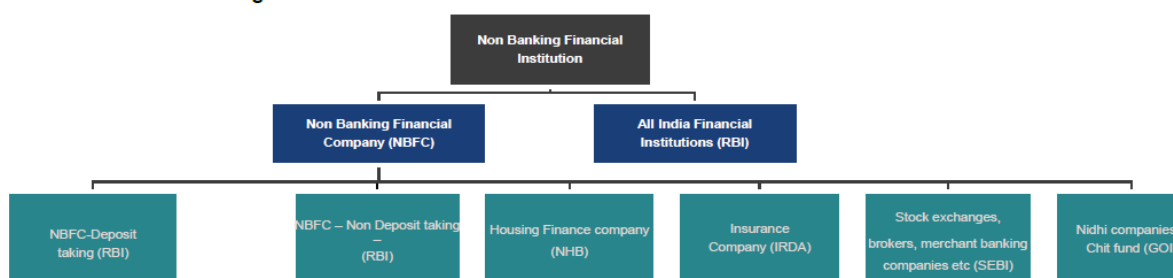 Non Banking Financial
Institution
Non Banking Financial
Company (NBFC)
All India Financial
Institutions (RBI)
NBFC-Deposit
taking (RBI)
NBFC – Non Deposit taking
–
(RBI)
Housing Finance company
(NHB)
Insurance
Company (IRDA)
Stock exchanges,
brokers, merchant banking
companies etc (SEBI)
Nidhi companies
Chit fund (GOI